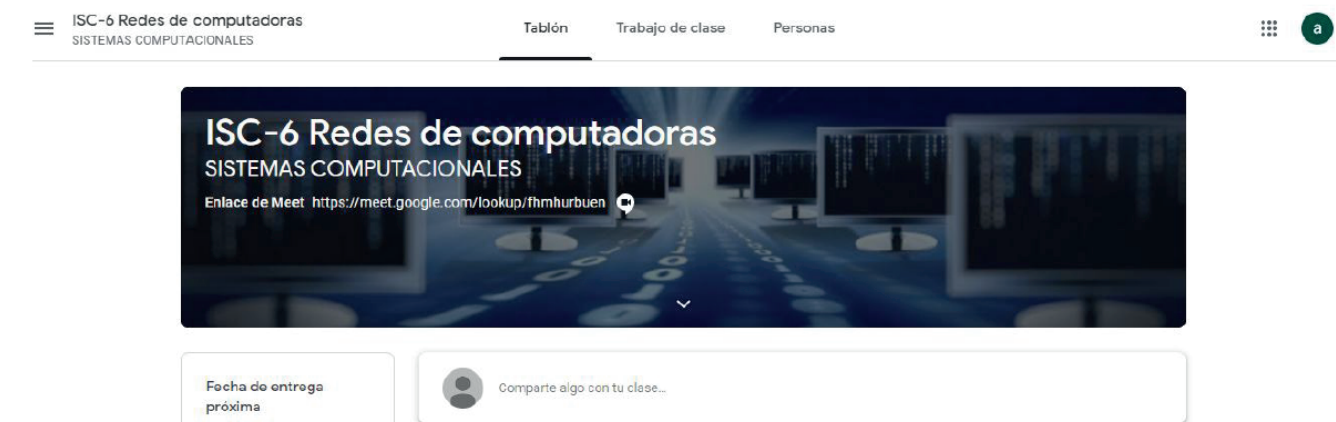 ISC-6 Redes de computadoras
SISTEMAS COMPUTACIONALES
Tablón
Trabajo de clase
Personas
a
ISC-6 Redes de computadoras
SISTEMAS COMPUTACIONALES
Enlace de Meet https://meet.google.com/lookup/fhmhurbuen
Fecha de entrega
próxima
Comparte algo con tu clase...